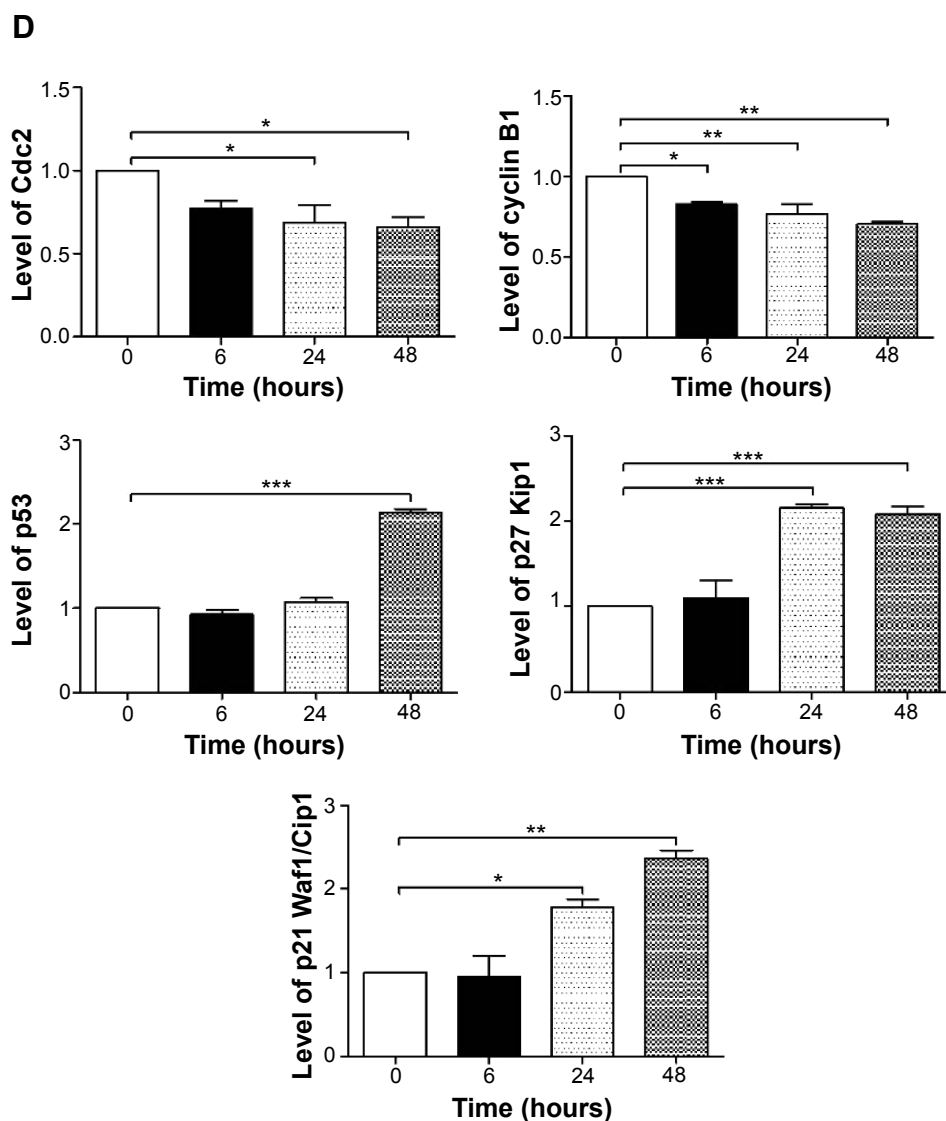 D
Level of Cdc2
1.5
1.0
0.5
0.0
*
*
0 6 24 48
Time (hours)
Level of cyclin B1
1.5
1.0
0.5
0.0
**
**
*
0 6 24 48
Time (hours)
Level of p53
3
2
1
0
***
0 6 24 48
Time (hours)
Level of p27 Kip1
3
2
1
0
***
***
0 6 24 48
Time (hours)
Level of p21 Waf1/Cip1
3
2
1
0
**
*
0 6 24 48
Time (hours)